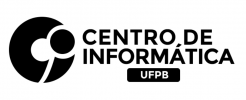 CENTRO DE
INFORMÁTICA
UFPB